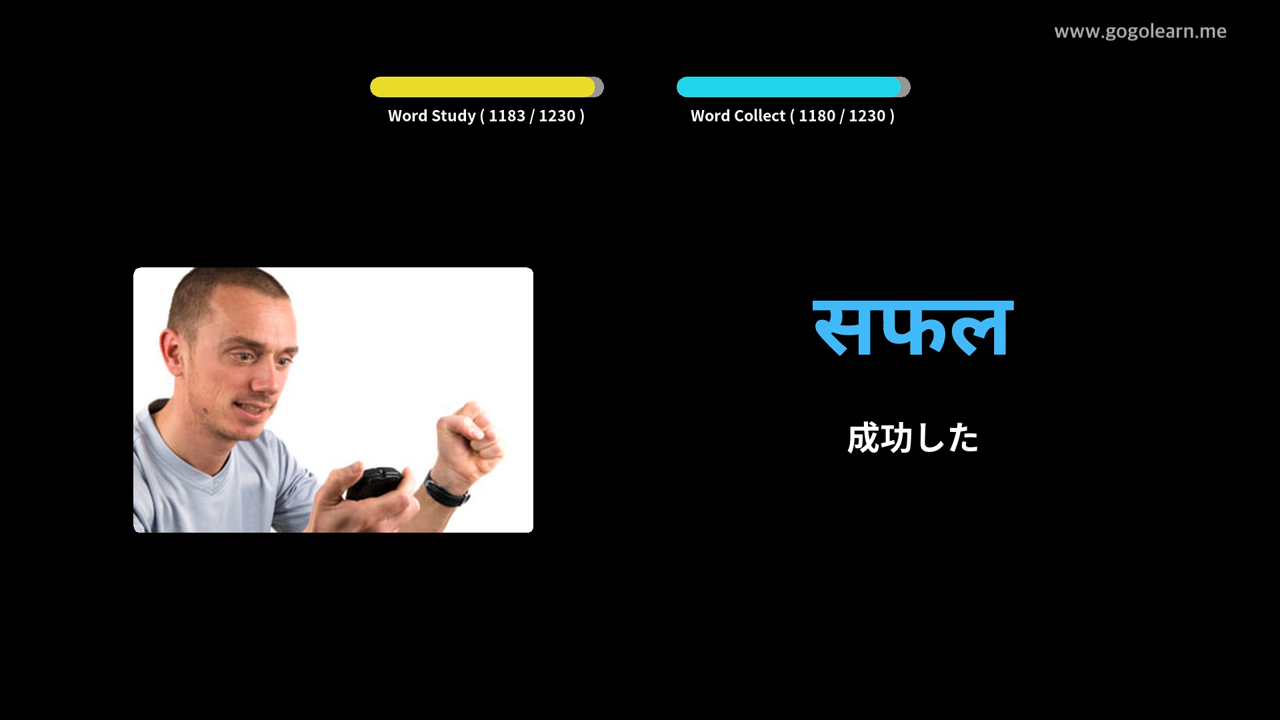 www.gogolearn.me
Word Study ( 1183 / 1230 )
Word Collect ( 1180 / 1230 )
सफल
成功した